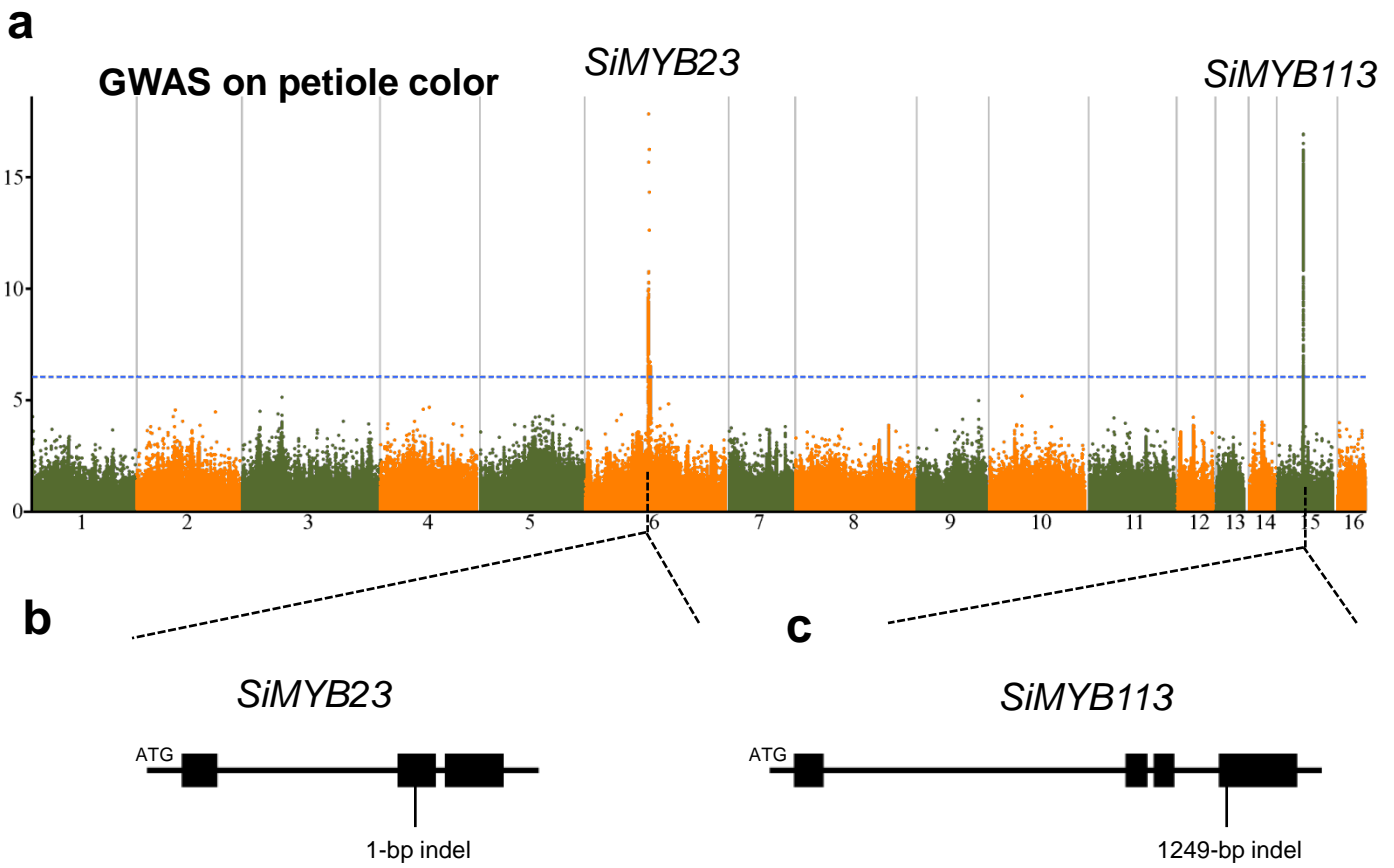 a
GWAS on petiole color
SiMYB23
SiMYB113
15
10
5
0
1 2 3 4 5 6 7 8 9 10 11 12 13 14 15 16
b
c
SiMYB23
SiMYB113
ATG
ATG
1-bp indel
1249-bp indel